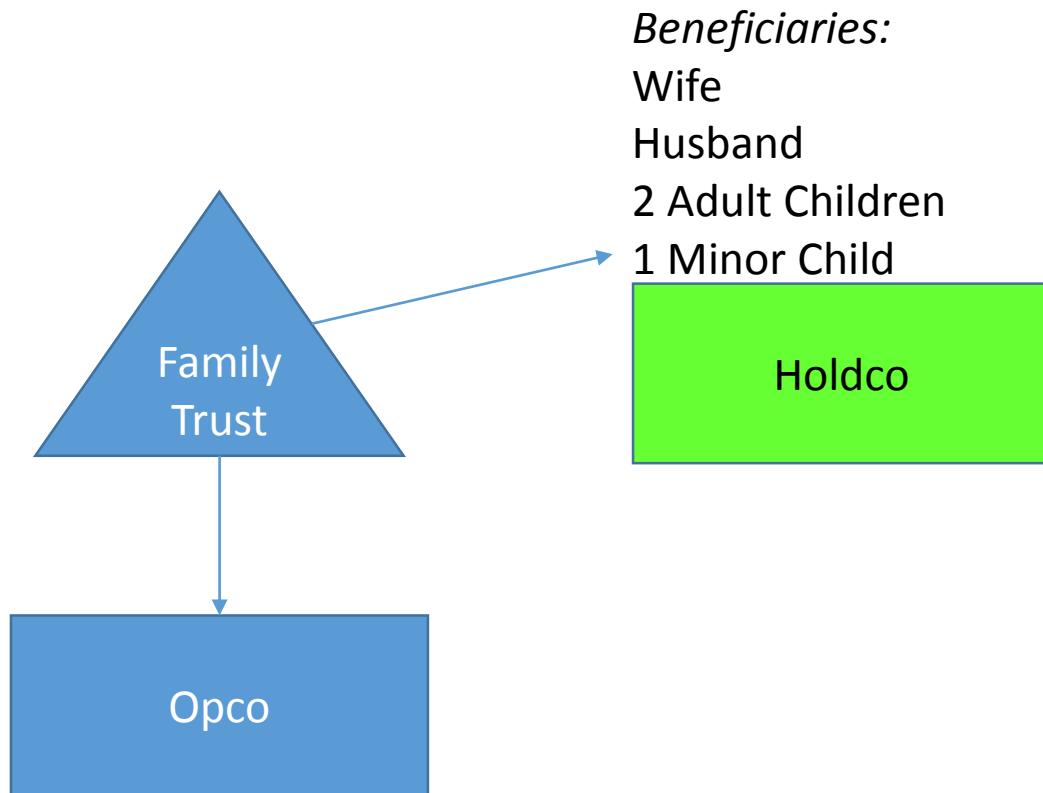 Beneficiaries:
Wife
Husband
2 Adult Children
1 Minor Child
Holdco
Family
Trust
Opco